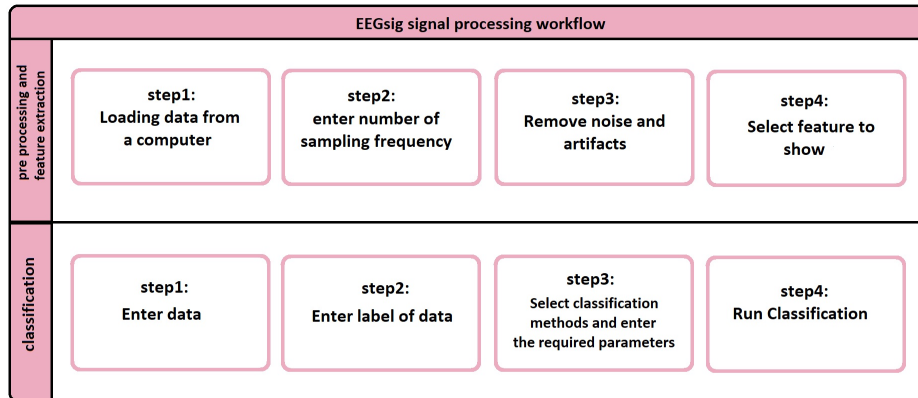 EEGsig signal processing workflow
pre processing and
feature extraction
step1:
Loading data from
a computer
step2:
enter number of
sampling frequency
step3:
Remove noise and
artifacts
step4:
Select feature to
show
classification
step1:
Enter data
step2:
Enter label of data
step3:
Select classification
methods and enter
the required parameters
step4:
Run Classification